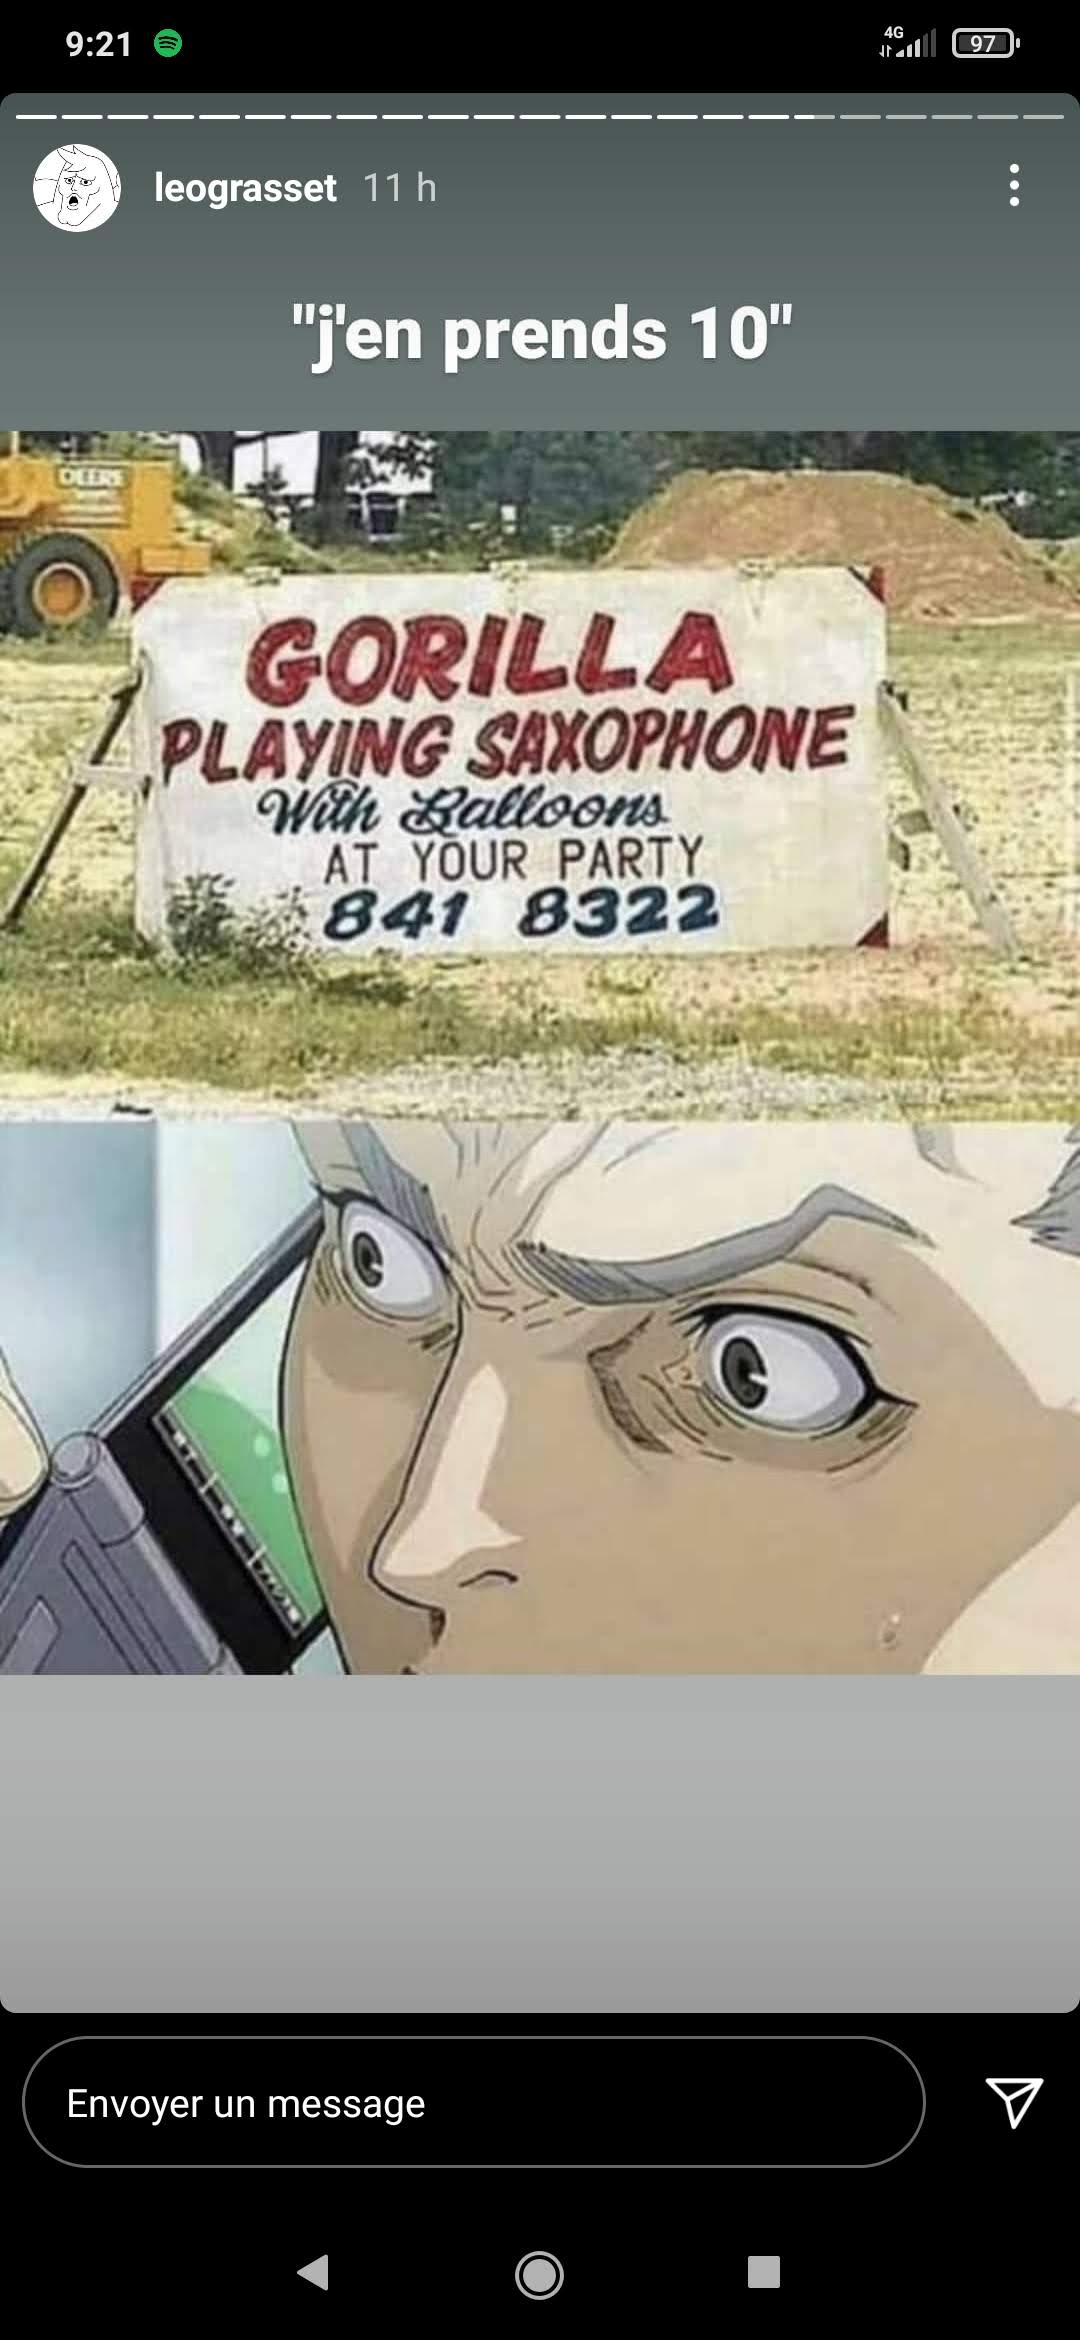 9:21
4G
97
leograsset 11 h
"j'en prends 10"
DEERE
GORILLA
PLAYING SAXOPHONE
With Balloons
AT YOUR PARTY
841 8322
Envoyer un message